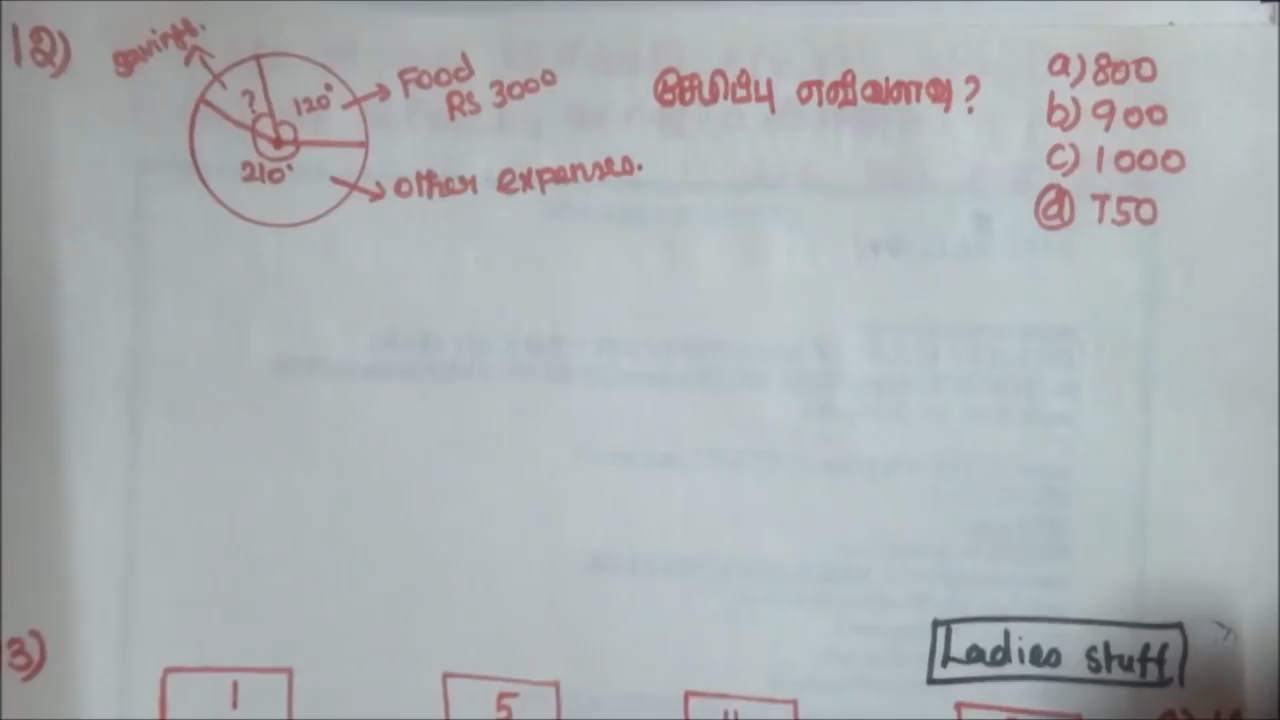 12)
savings.
?
120°
210°
Food
Rs 3000
other expenses.
சேமிப்பு எவ்வளவு?
a) 800
b) 900
c) 1000
d) 750
3)
Ladies stuff
1
5